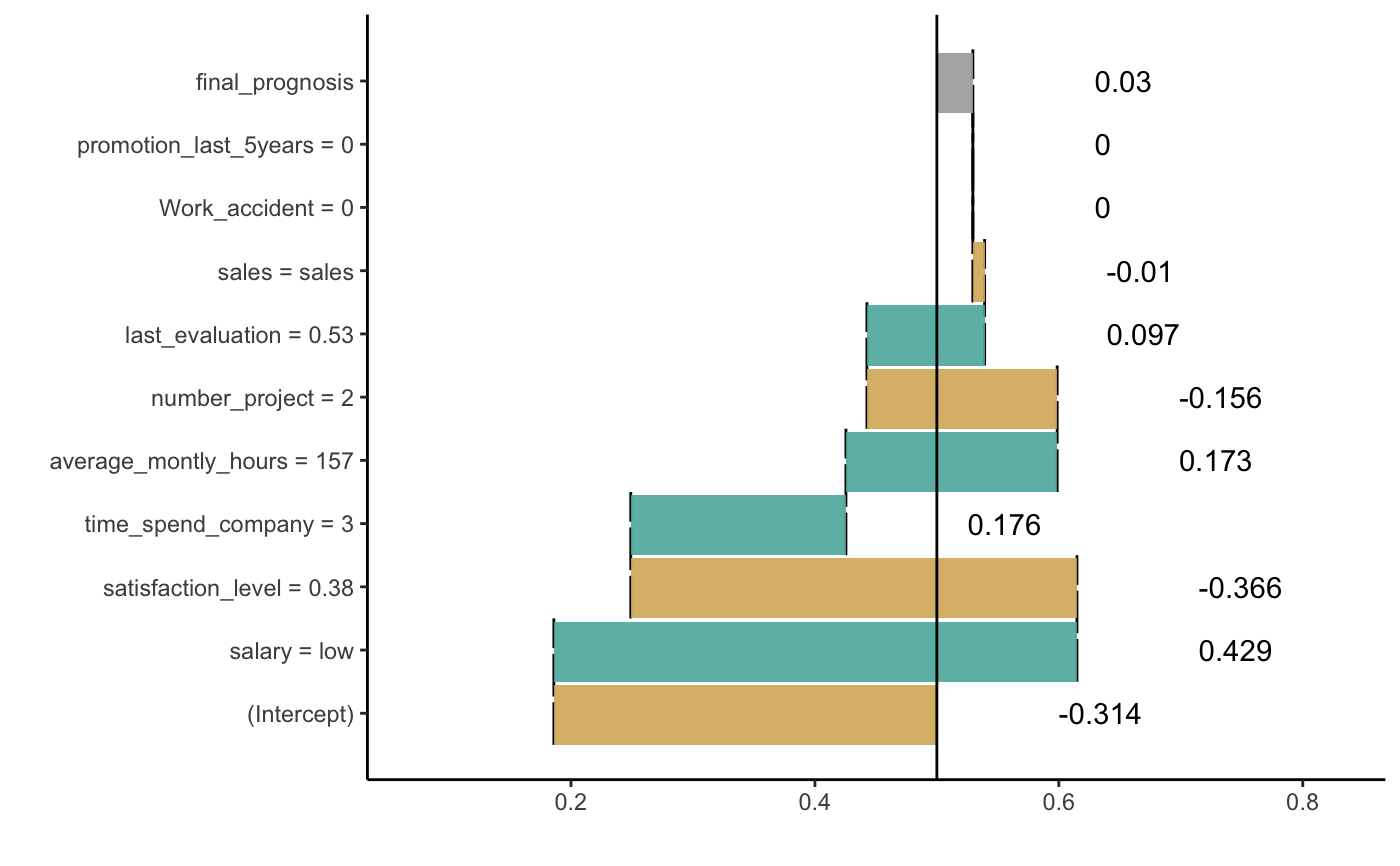 final_prognosis 0.03
promotion_last_5years = 0 0
Work_accident = 0 0
sales = sales -0.01
last_evaluation = 0.53 0.097
number_project = 2 -0.156
average_montly_hours = 157 0.173
time_spend_company = 3 0.176
satisfaction_level = 0.38 -0.366
salary = low 0.429
(Intercept) -0.314
0.2 0.4 0.6 0.8